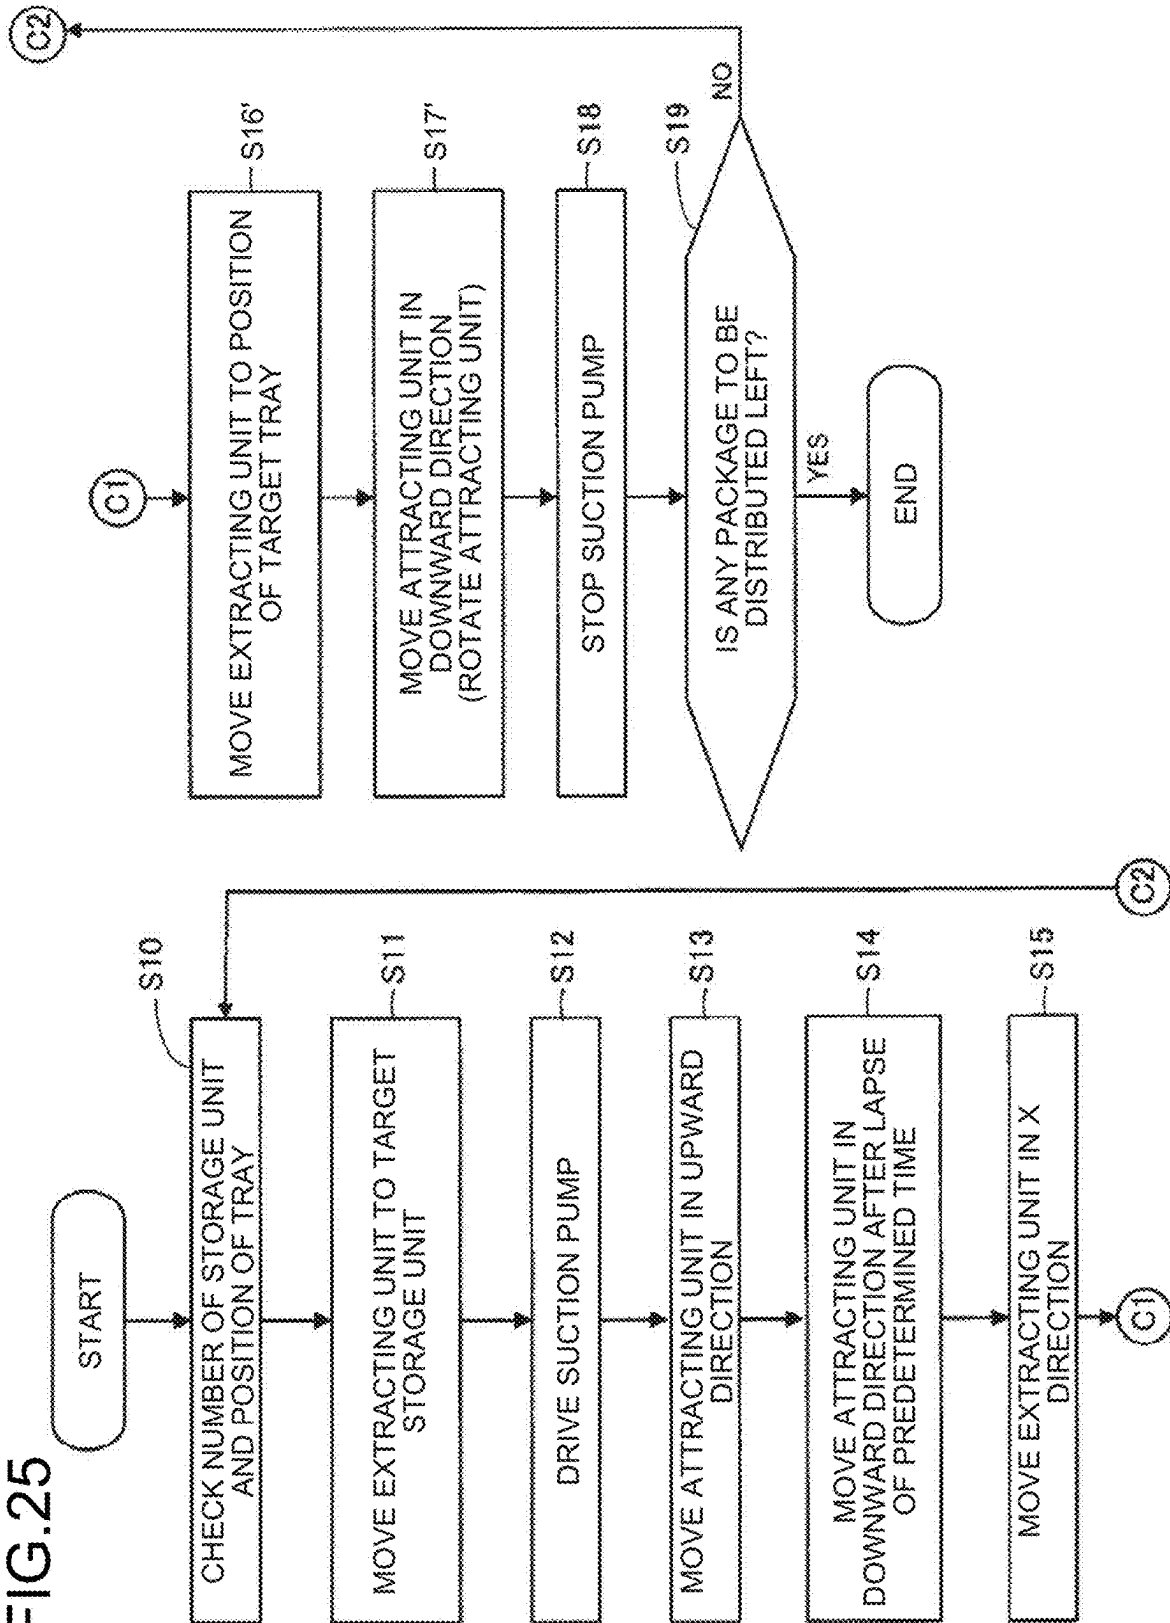 FIG.25
START
S10
CHECK NUMBER OF STORAGE UNIT
AND POSITION OF TRAY
S11
MOVE EXTRACTING UNIT TO TARGET
STORAGE UNIT
S12
DRIVE SUCTION PUMP
S13
MOVE ATTRACTING UNIT IN UPWARD
DIRECTION
S14
MOVE ATTRACTING UNIT IN
DOWNWARD DIRECTION AFTER LAPSE
OF PREDETERMINED TIME
S15
MOVE EXTRACTING UNIT IN X
DIRECTION
C1
C2
C1
S16'
MOVE EXTRACTING UNIT TO POSITION
OF TARGET TRAY
S17'
MOVE ATTRACTING UNIT IN
DOWNWARD DIRECTION
(ROTATE ATTRACTING UNIT)
S18
STOP SUCTION PUMP
S19
IS ANY PACKAGE TO BE
DISTRIBUTED LEFT?
NO
YES
END
C2